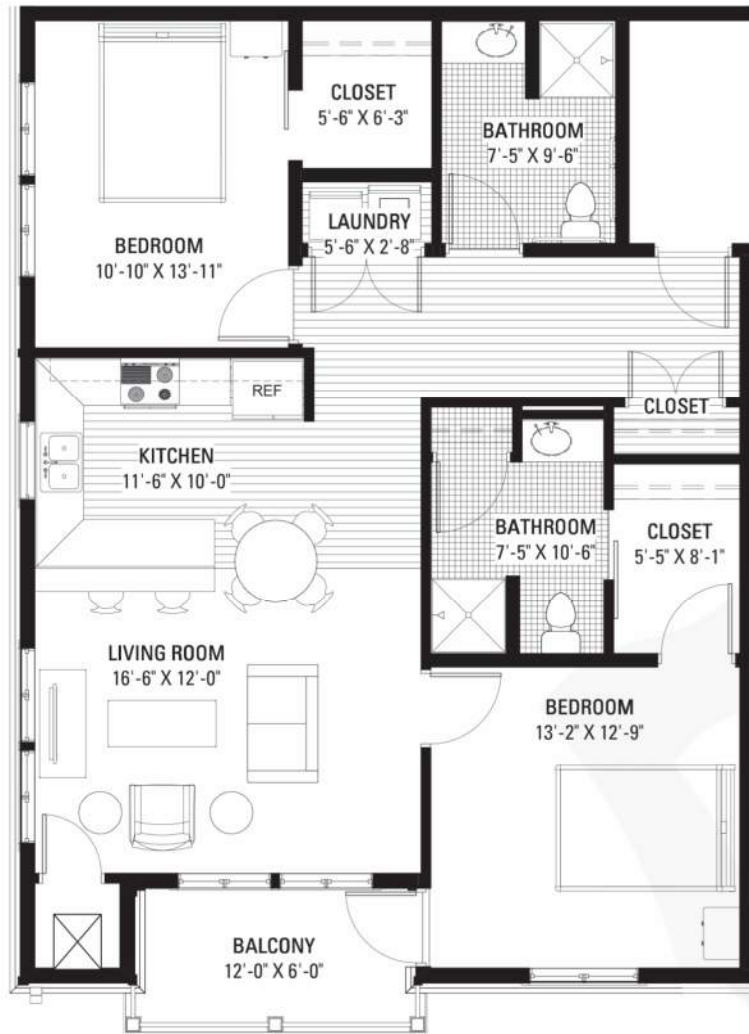 CLOSET
5'-6" X 6'-3"
BATHROOM
7'-5" X 9'-6"
LAUNDRY
5'-6" X 2'-8"
BEDROOM
10'-10" X 13'-11"
REF
CLOSET
KITCHEN
11'-6" X 10'-0"
BATHROOM
7'-5" X 10'-6"
CLOSET
5'-5" X 8'-1"
LIVING ROOM
16'-6" X 12'-0"
BEDROOM
13'-2" X 12'-9"
BALCONY
12'-0" X 6'-0"